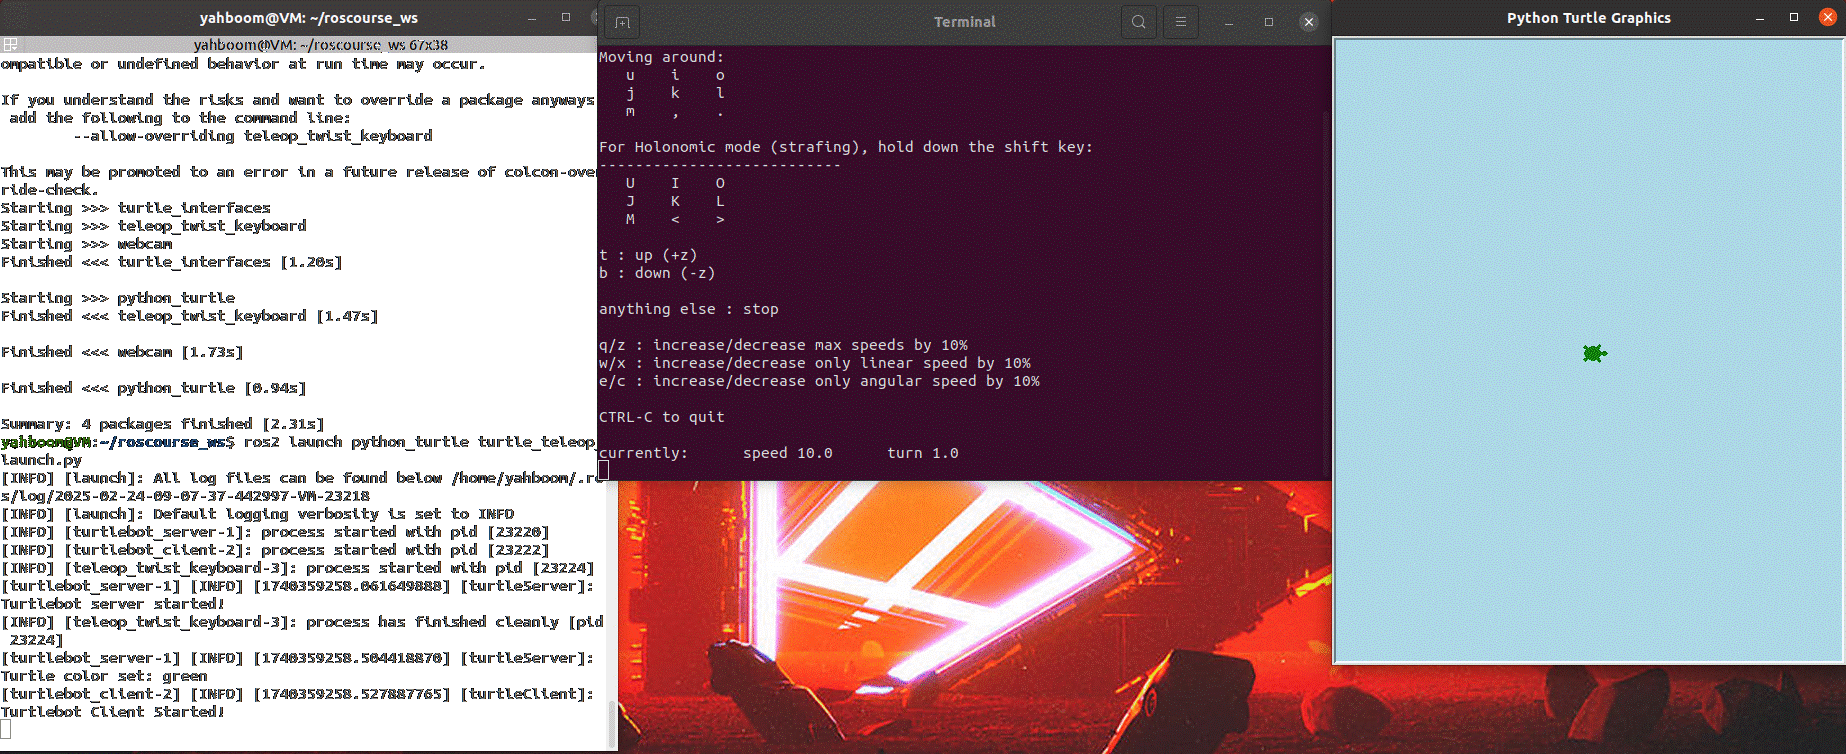 yahboom@VM: ~/roscourse_ws
yahboom@VM: ~/roscourse_ws 67x38
ompatible or undefined behavior at run time may occur.
If you understand the risks and want to override a package anyways
add the following to the command line:
--allow-overriding teleop_twist_keyboard
This may be promoted to an error in a future release of colcon-ove
ride-check.
Starting >>> turtle_interfaces
Starting >>> teleop_twist_keyboard
Starting >>> webcam
Finished <<< turtle_interfaces [1.20s]
Starting >>> python_turtle
Finished <<< teleop_twist_keyboard [1.47s]
Finished <<< webcam [1.73s]
Finished <<< python_turtle [0.94s]
Summary: 4 packages finished [2.31s]
yahboom@VM:~/roscourse_ws$ ros2 launch python_turtle turtle_teleop_
launch.py
[INFO] [launch]: All log files can be found below /home/yahboom/.ro
s/log/2025-02-24-09-07-37-442997-VM-23218
[INFO] [launch]: Default logging verbosity is set to INFO
[INFO] [turtlebot_server-1]: process started with pid [23220]
[INFO] [turtlebot_client-2]: process started with pid [23222]
[INFO] [teleop_twist_keyboard-3]: process started with pid [23224]
[turtlebot_server-1] [INFO] [1740359258.061649888] [turtleServer]:
Turtlebot server started!
[INFO] [teleop_twist_keyboard-3]: process has finished cleanly [pid
23224]
[turtlebot_server-1] [INFO] [1740359258.504418870] [turtleServer]:
Turtle color set: green
[turtlebot_client-2] [INFO] [1740359258.527887765] [turtleClient]:
Turtlebot Client Started!
Terminal
Moving around:
u i o
j k l
m , .
For Holonomic mode (strafing), hold down the shift key:
---------------------------
U I O
J K L
M < >
t : up (+z)
b : down (-z)
anything else : stop
q/z : increase/decrease max speeds by 10%
w/x : increase/decrease only linear speed by 10%
e/c : increase/decrease only angular speed by 10%
CTRL-C to quit
currently: speed 10.0 turn 1.0
Python Turtle Graphics